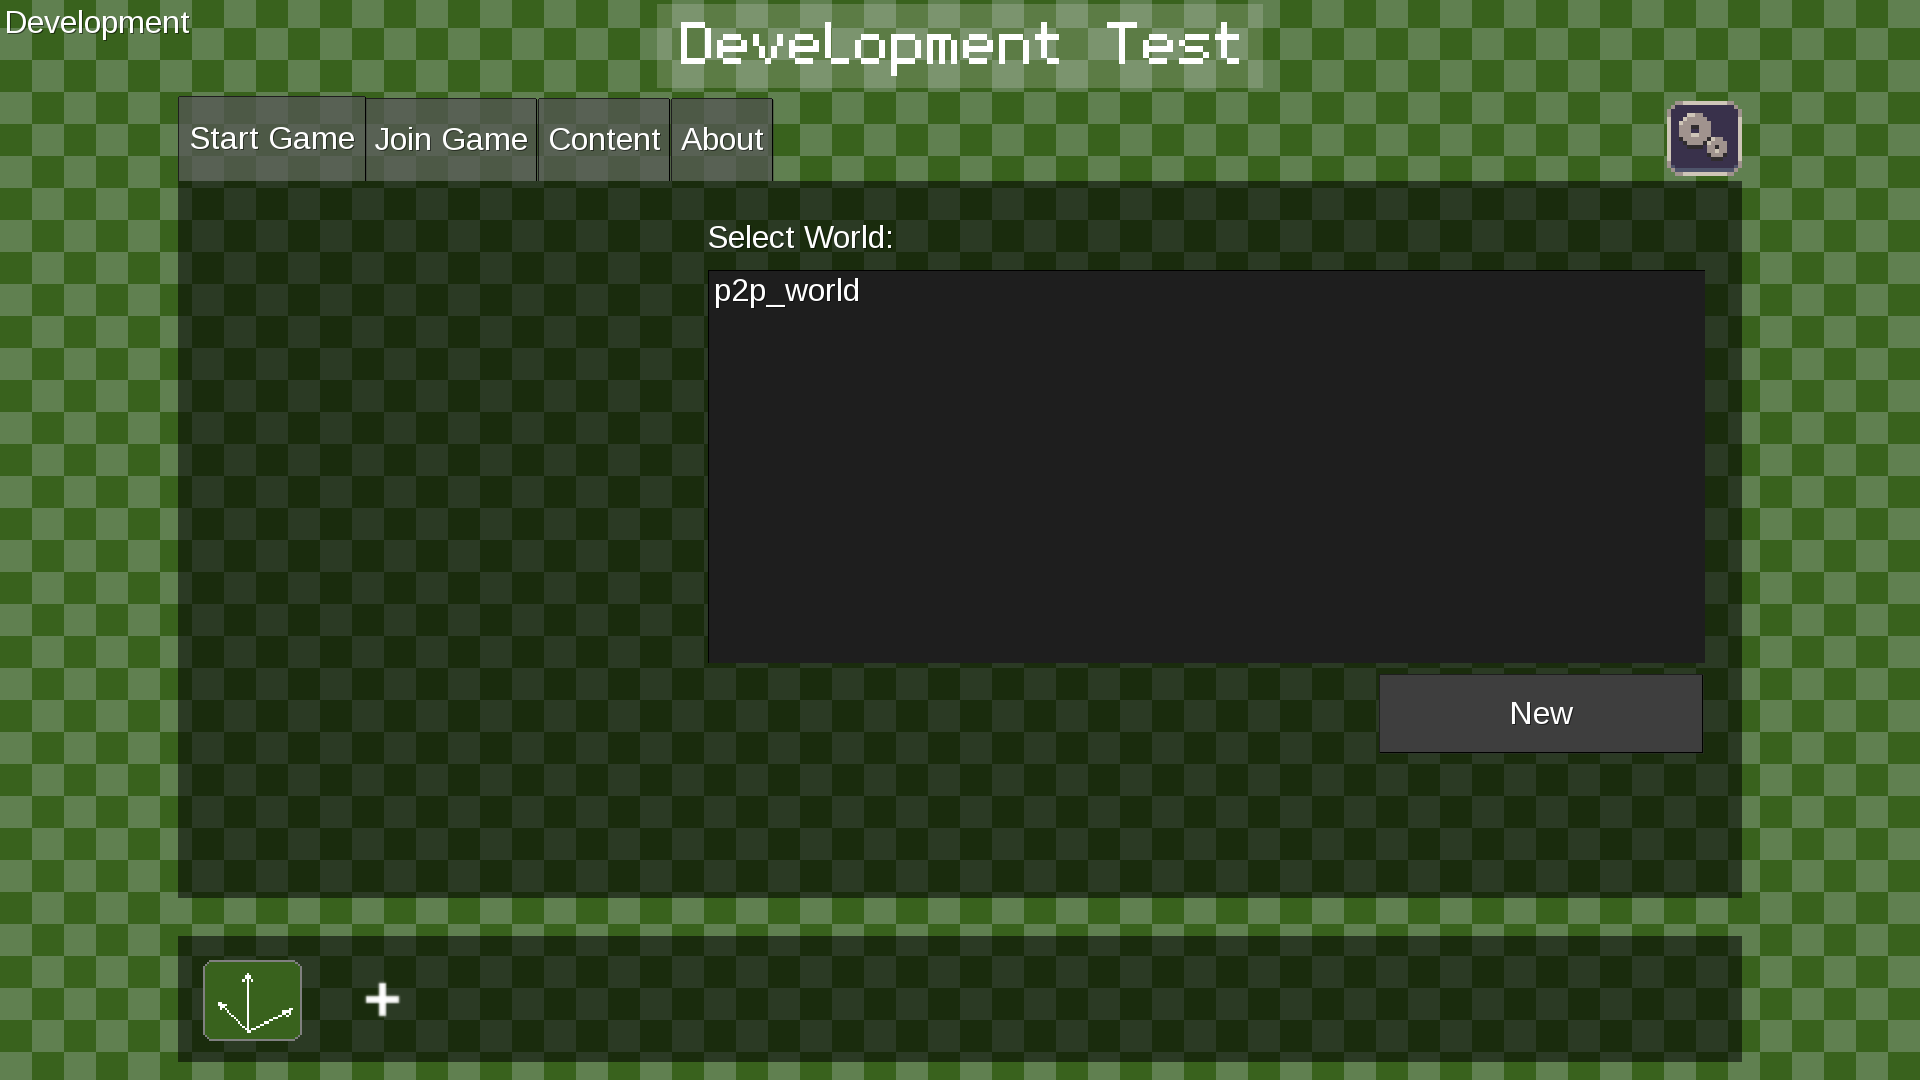 Development
Development Test
Start Game
Join Game
Content
About
Select World:
p2p_world
New